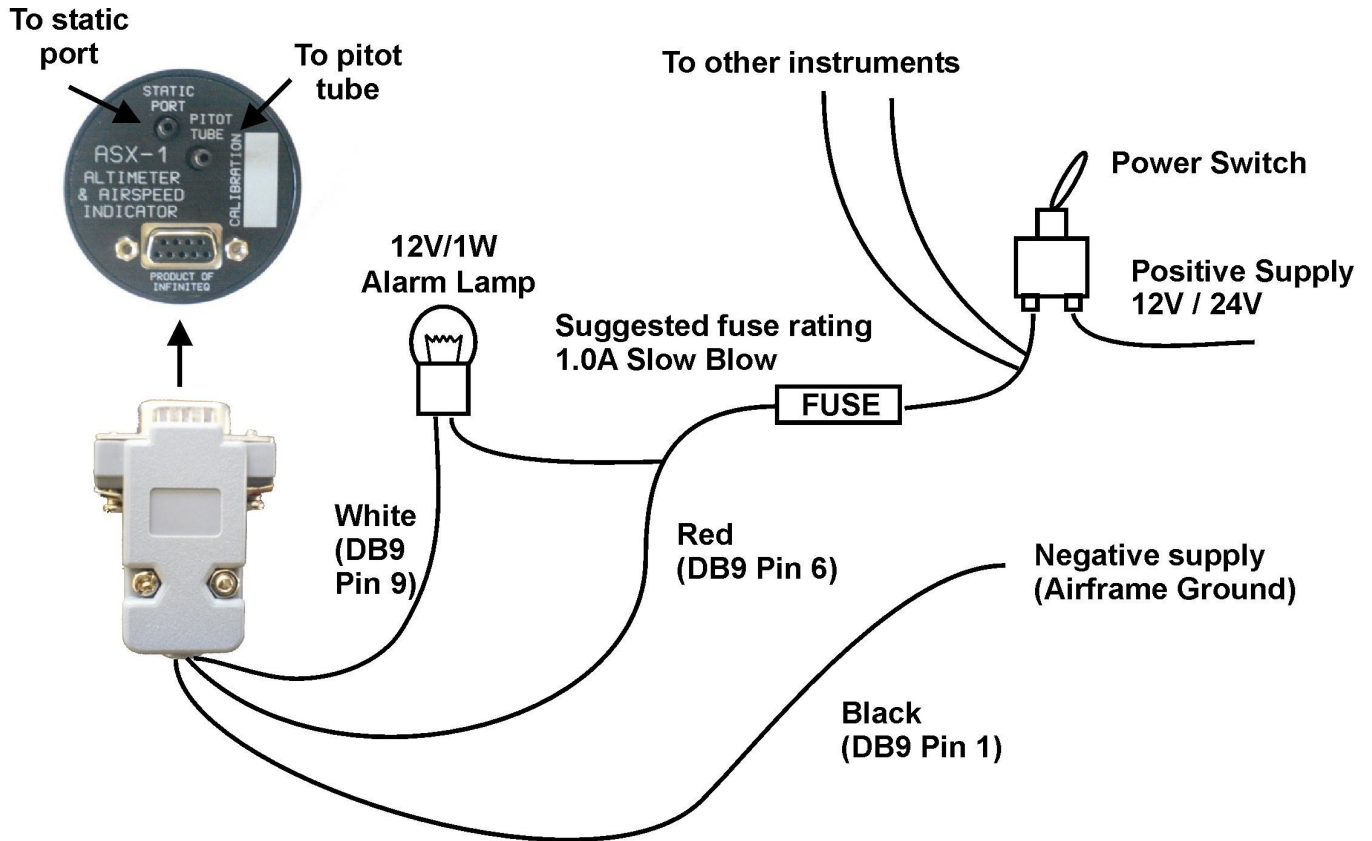 To static
port
To pitot
tube
STATIC
PORT
PITOT
TUBE
ASX-1
ALTIMETER
& AIRSPEED
INDICATOR
CALIBRATION
PRODUCT OF
INFINITEQ
To other instruments
Power Switch
Positive Supply
12V / 24V
12V/1W
Alarm Lamp
Suggested fuse rating
1.0A Slow Blow
FUSE
White
(DB9
Pin 9)
Red
(DB9 Pin 6)
Negative supply
(Airframe Ground)
Black
(DB9 Pin 1)